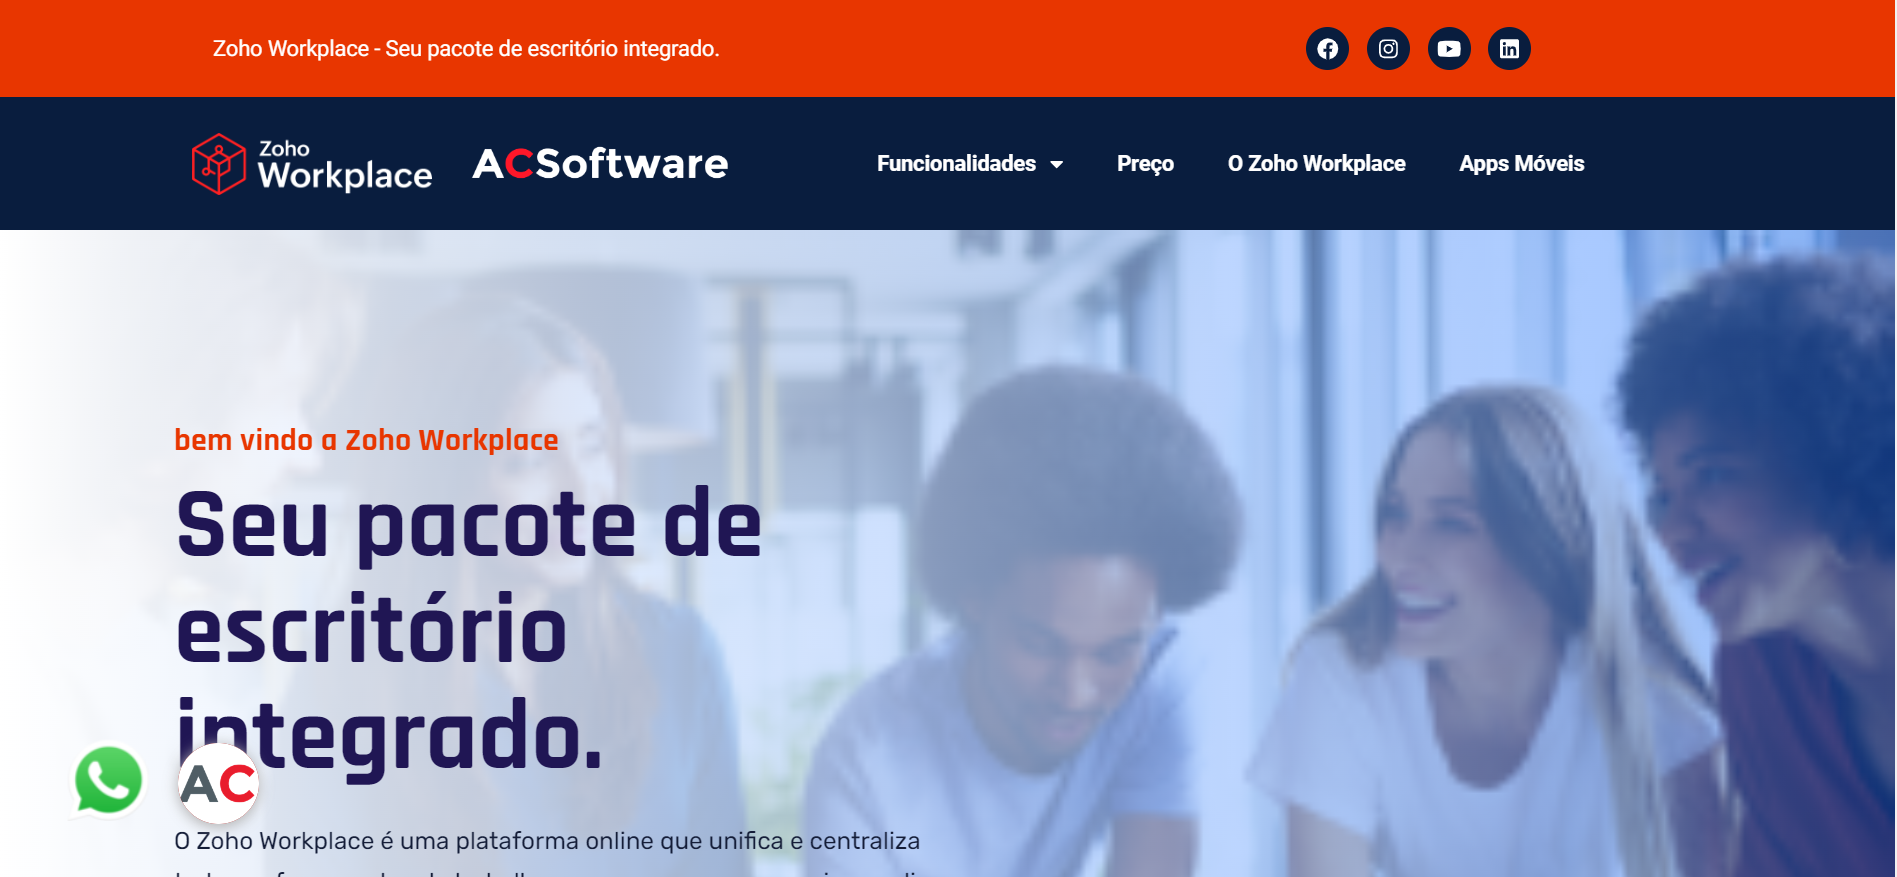 Zoho Workplace - Seu pacote de escritório integrado.
Zoho
Workplace
ACSoftware
Funcionalidades
Preço
O Zoho Workplace
Apps Móveis
bem vindo a Zoho Workplace
Seu pacote de
escritório
integrado.
AC
O Zoho Workplace é uma plataforma online que unifica e centraliza